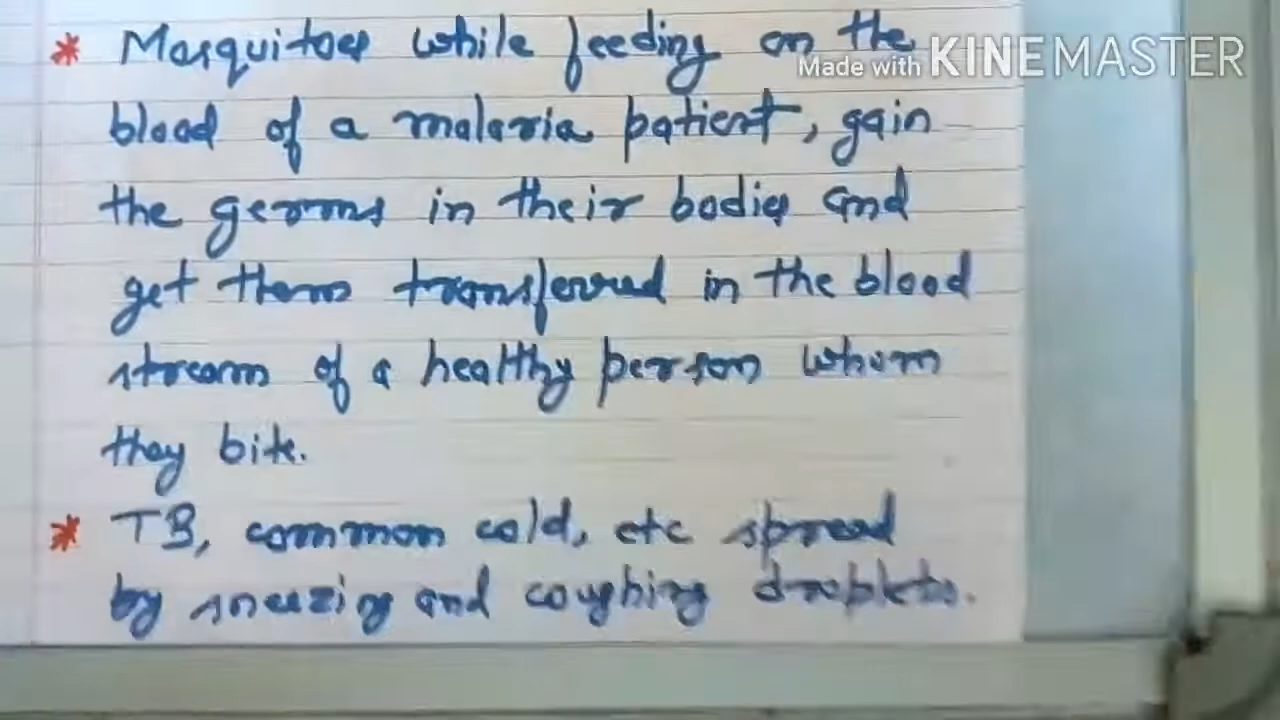 * Mosquitoes while feeding on the
Made with KINEMASTER
blood of a malaria patient, gain
the germs in their bodies and
get them transferred in the blood
stream of a healthy person whom
they bite.
* TB, common cold, etc spread
by sneezing and coughing droplets.